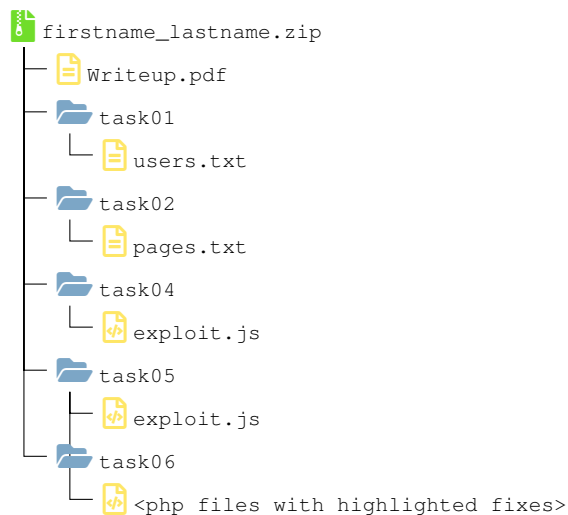 firstname_lastname.zip
Writeup.pdf
task01
users.txt
task02
pages.txt
task04
exploit.js
task05
exploit.js
task06
<php files with highlighted fixes>